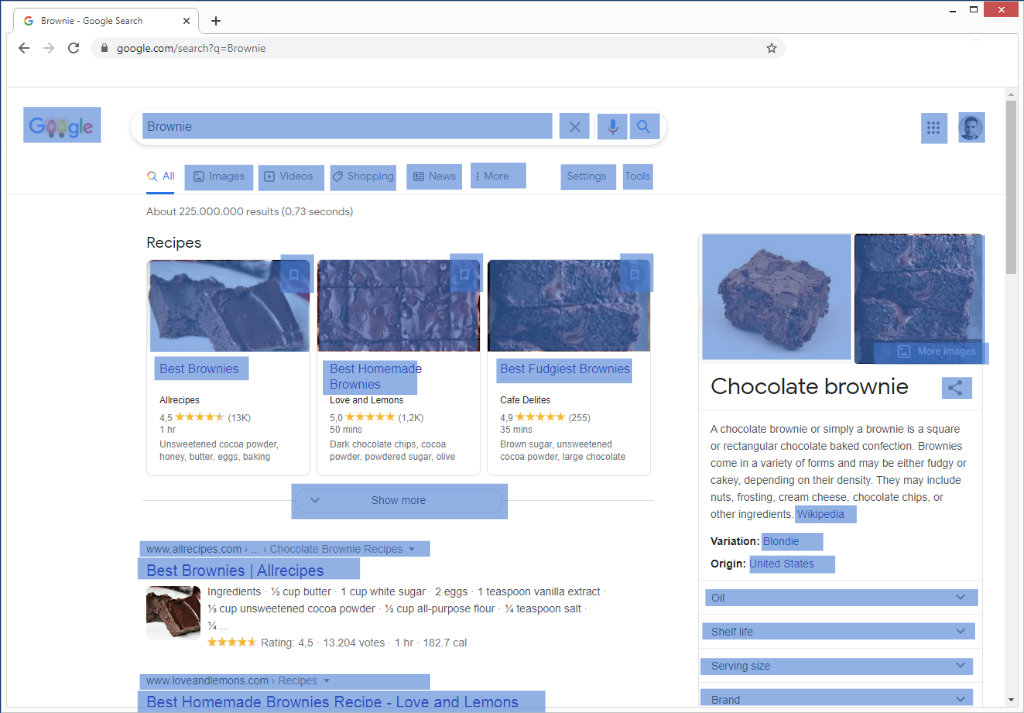 Brownie - Google Search
google.com/search?q=Brownie
Google
Brownie
All Images Videos Shopping News More Settings Tools
About 225.000.000 results (0,73 seconds)
Recipes
Best Brownies
Allrecipes
4,5 (13K)
1 hr
Unsweetened cocoa powder,
honey, butter, eggs, baking
Best Homemade
Brownies
Love and Lemons
5,0 (1,2K)
50 mins
Dark chocolate chips, cocoa
powder, powdered sugar, olive
Best Fudgiest Brownies
Cafe Delites
4,9 (255)
35 mins
Brown sugar, unsweetened
cocoa powder, large chocolate
Show more
www.allrecipes.com › ... › Chocolate Brownie Recipes
Best Brownies | Allrecipes
Ingredients · ½ cup butter · 1 cup white sugar · 2 eggs · 1 teaspoon vanilla extract ·
⅓ cup unsweetened cocoa powder · ½ cup all-purpose flour · ¼ teaspoon salt ·
¼ ...
Rating: 4,5 · 13.204 votes · 1 hr · 182.7 cal
www.loveandlemons.com › Recipes
Best Homemade Brownies Recipe - Love and Lemons
More images
Chocolate brownie
A chocolate brownie or simply a brownie is a square
or rectangular chocolate baked confection. Brownies
come in a variety of forms and may be either fudgy or
cakey, depending on their density. They may include
nuts, frosting, cream cheese, chocolate chips, or
other ingredients. Wikipedia
Variation: Blondie
Origin: United States
Oil
Shelf life
Serving size
Brand